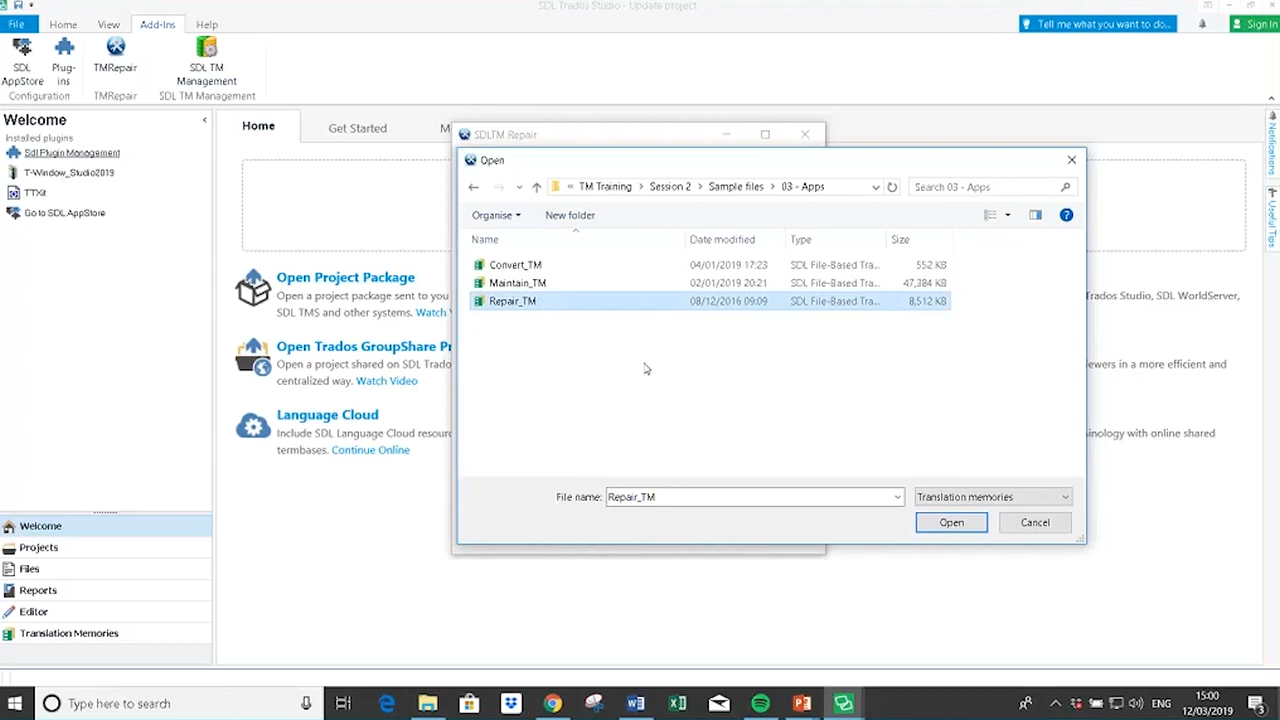 SDL Trados Studio - Update project
File
Home
View
Add-Ins
Help
Tell me what you want to do...
Sign In
SDL
AppStore
Plug-
ins
TMRepair
SDL TM
Management
Configuration
TMRepair
SDL TM Management
Welcome
Installed plugins
Sdl Plugin Management
T-Window_Studio2019
TTKit
Go to SDL AppStore
Home
Get Started
M
SDLTM Repair
Open
« TM Training > Session 2 > Sample files > 03 - Apps
Search 03 - Apps
Organise
New folder
Name
Date modified
Type
Size
Convert_TM 04/01/2019 17:23 SDL File-Based Tra... 552 KB
Maintain_TM 02/01/2019 20:21 SDL File-Based Tra... 47,384 KB
Repair_TM 08/12/2016 09:09 SDL File-Based Tra... 8,512 KB
Open Project Package
Open a project package sent to you
Trados Studio, SDL WorldServer,
SDL TMS and other systems. Watch V
Open Trados GroupShare Pr
Open a project shared on SDL Trado
ewers in a more efficient and
centralized way. Watch Video
Language Cloud
Include SDL Language Cloud resourc
minology with online shared
termbases. Continue Online
File name: Repair_TM
Translation memories
Open
Cancel
Notifications
Useful Tips
Welcome
Projects
Files
Reports
Editor
Translation Memories
Type here to search
ENG
15:00
12/03/2019
3